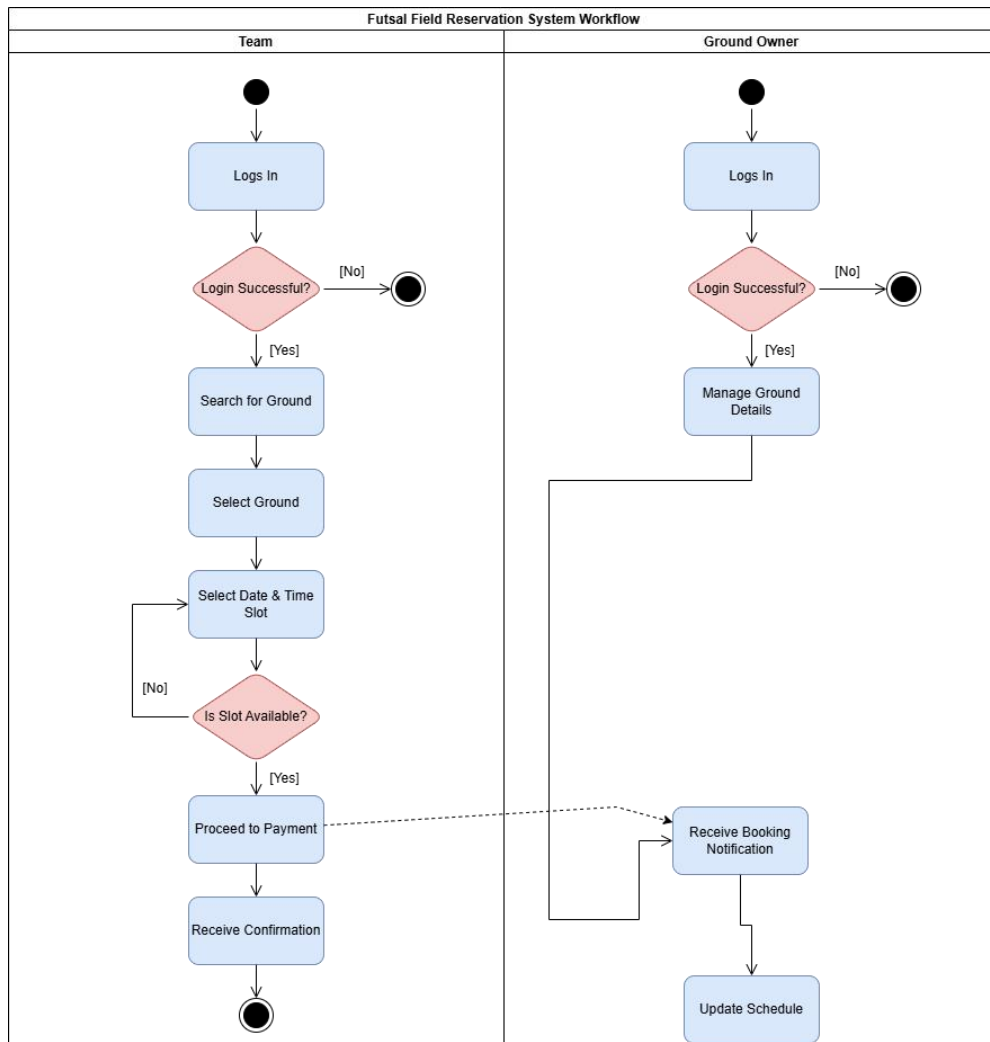 Futsal Field Reservation System Workflow
Team
Ground Owner
Logs In
Logs In
Login Successful?
[No]
Login Successful?
[No]
[Yes]
[Yes]
Search for Ground
Manage Ground
Details
Select Ground
Select Date & Time
Slot
[No]
Is Slot Available?
[Yes]
Proceed to Payment
Receive Booking
Notification
Receive Confirmation
Update Schedule